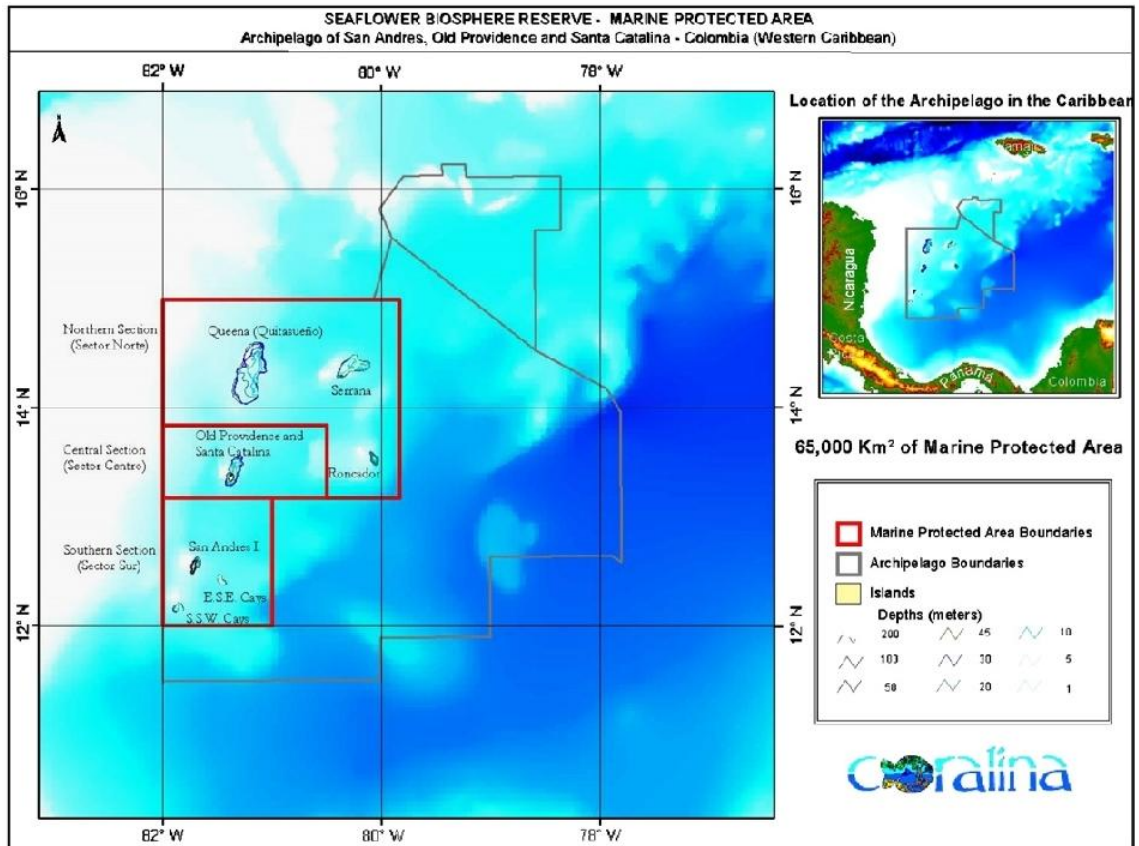 SEAFLOWER BIOSPHERE RESERVE - MARINE PROTECTED AREA
Archipelago of San Andres, Old Providence and Santa Catalina - Colombia (Western Caribbean)
82° W
80° W
78° W
Location of the Archipelago in the Caribbean
16° N
16° N
Nicaragua
Costa
Panama
Colombia
Northern Section
(Sector Norte)
Queena (Quitasueño)
Serrana
14° N
14° N
Central Section
(Sector Centro)
Old Providence and
Santa Catalina
Roncador
65,000 Km² of Marine Protected Area
Southern Section
(Sector Sur)
San Andres I.
E.S.E. Cays
S.S.W. Cays
12° N
12° N
Marine Protected Area Boundaries
Archipelago Boundaries
Islands
Depths (meters)
200 45 10
103 30 5
50 20 1
coralina
82° W
80° W
78° W